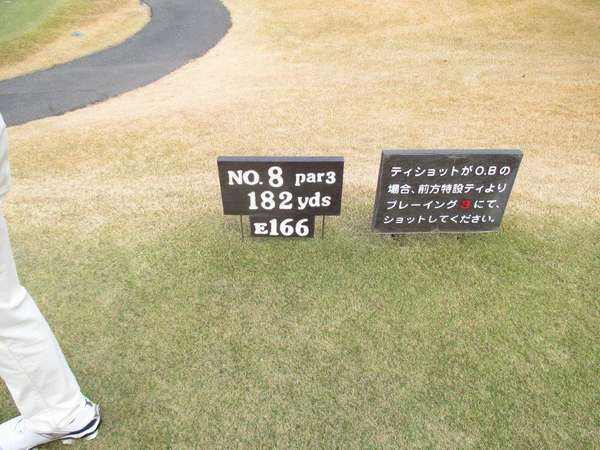 NO. 8 par3
182 yds
E166
ティショットがO.Bの
場合、前方特設ティより
プレーイング3にて、
ショットしてください。